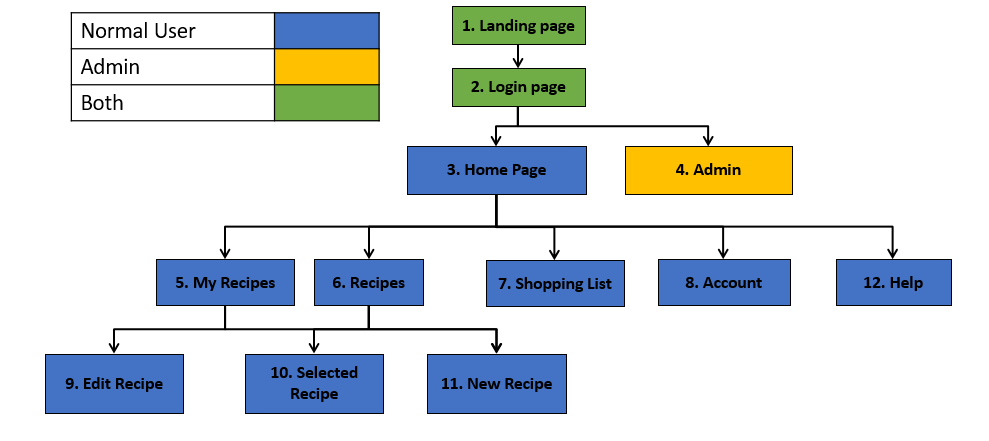 Normal User
Admin
Both
1. Landing page
2. Login page
3. Home Page
4. Admin
5. My Recipes
6. Recipes
7. Shopping List
8. Account
12. Help
9. Edit Recipe
10. Selected
Recipe
11. New Recipe